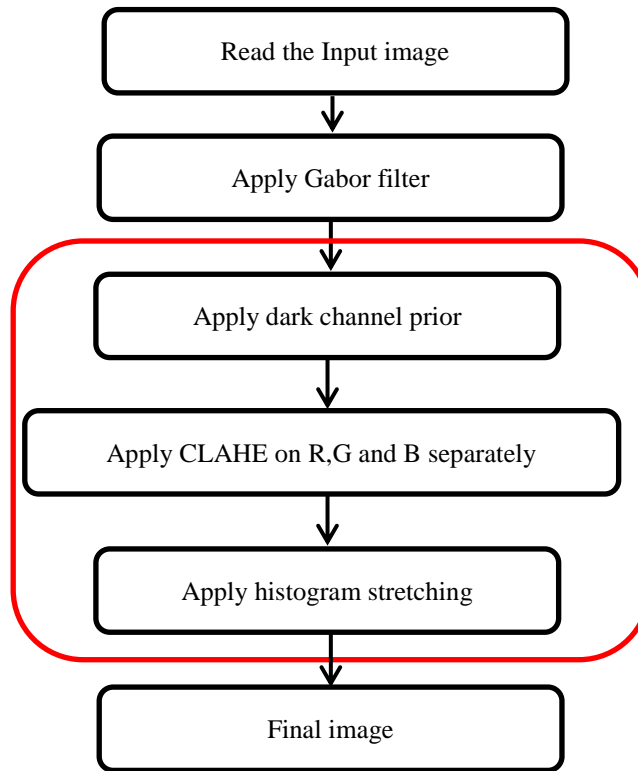 Read the Input image
Apply Gabor filter
Apply dark channel prior
Apply CLAHE on R,G and B separately
Apply histogram stretching
Final image